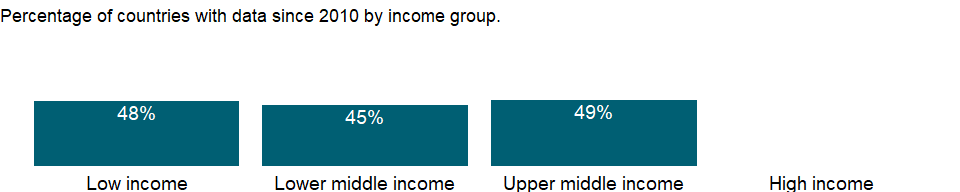 Percentage of countries with data since 2010 by income group.
48% 45% 49%
Low income Lower middle income Upper middle income High income